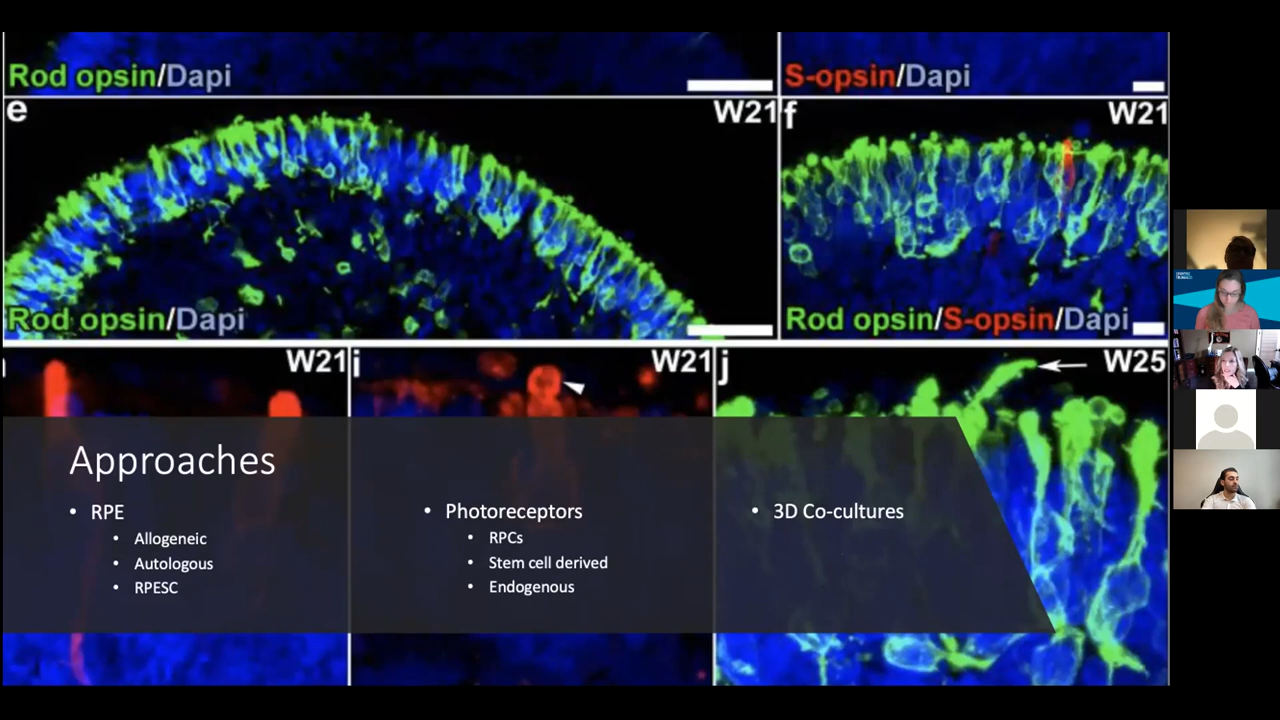 Rod opsin/Dapi
S-opsin/Dapi
e
W21
f
W21
Rod opsin/Dapi
Rod opsin/S-opsin/Dapi
W21
i
W21
j
W25
Approaches
• RPE
• Allogeneic
• Autologous
• RPESC
• Photoreceptors
• RPCs
• Stem cell derived
• Endogenous
• 3D Co-cultures